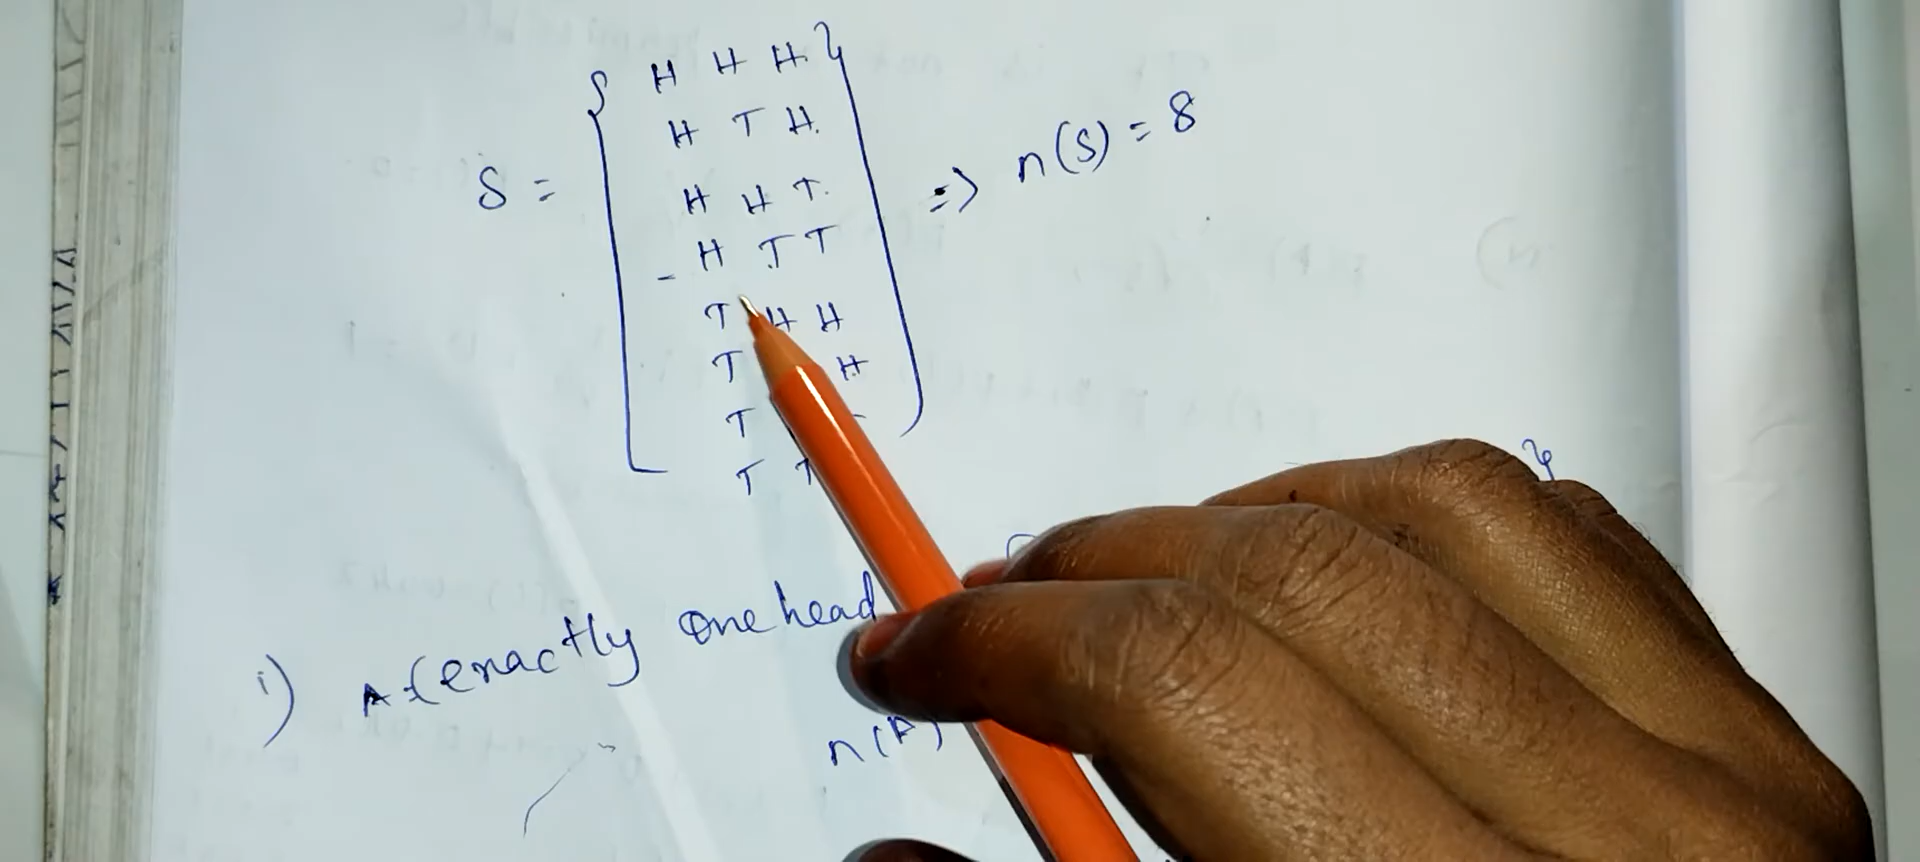 H H H
H T H
S = H H T => n(S) = 8
H T T
T H H
T H
T
T T
i) A = {exactly one head
n(A)